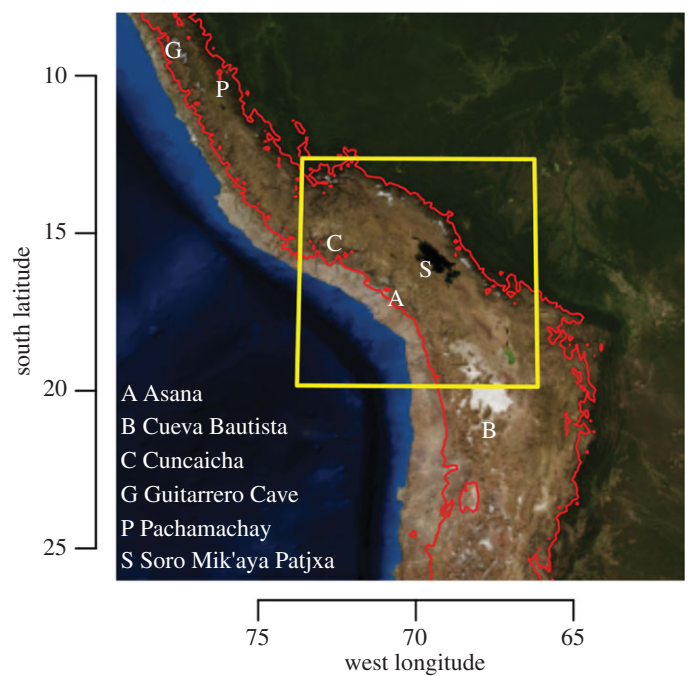 G
P
10
15
C
S
A
south latitude
20
A Asana
B Cueva Bautista
B
C Cuncaicha
G Guitarrero Cave
P Pachamachay
25
S Soro Mik'aya Patjxa
75 70 65
west longitude